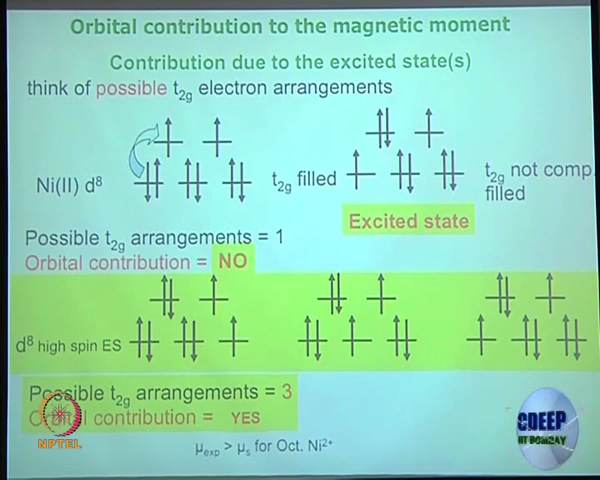 Orbital contribution to the magnetic moment
Contribution due to the excited state(s)
think of possible t2g electron arrangements
Ni(II) d⁸
t2g filled
t2g not comp.
filled
Excited state
Possible t2g arrangements = 1
Orbital contribution = NO
d⁸ high spin ES
Possible t2g arrangements = 3
Orbital contribution = YES
μexp > μs for Oct. Ni²⁺
NPTEL
CDEEP
IIT BOMBAY